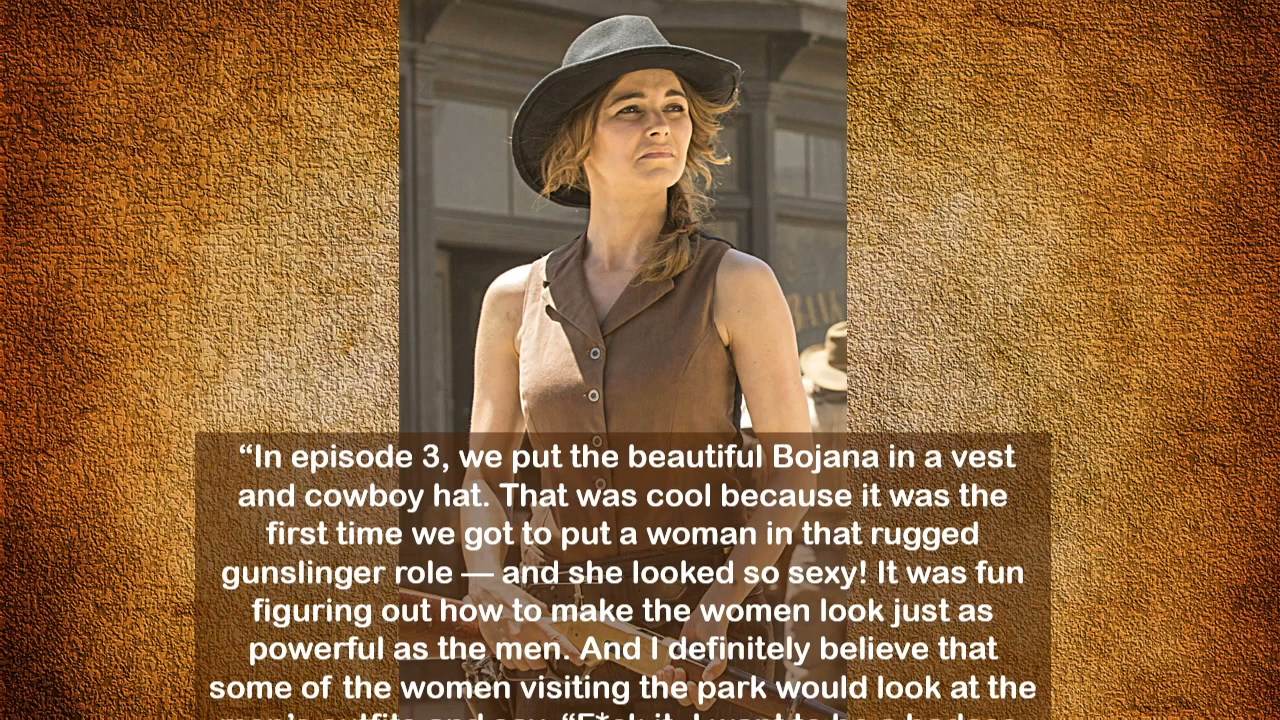 “In episode 3, we put the beautiful Bojana in a vest
and cowboy hat. That was cool because it was the
first time we got to put a woman in that rugged
gunslinger role — and she looked so sexy! It was fun
figuring out how to make the women look just as
powerful as the men. And I definitely believe that
some of the women visiting the park would look at the